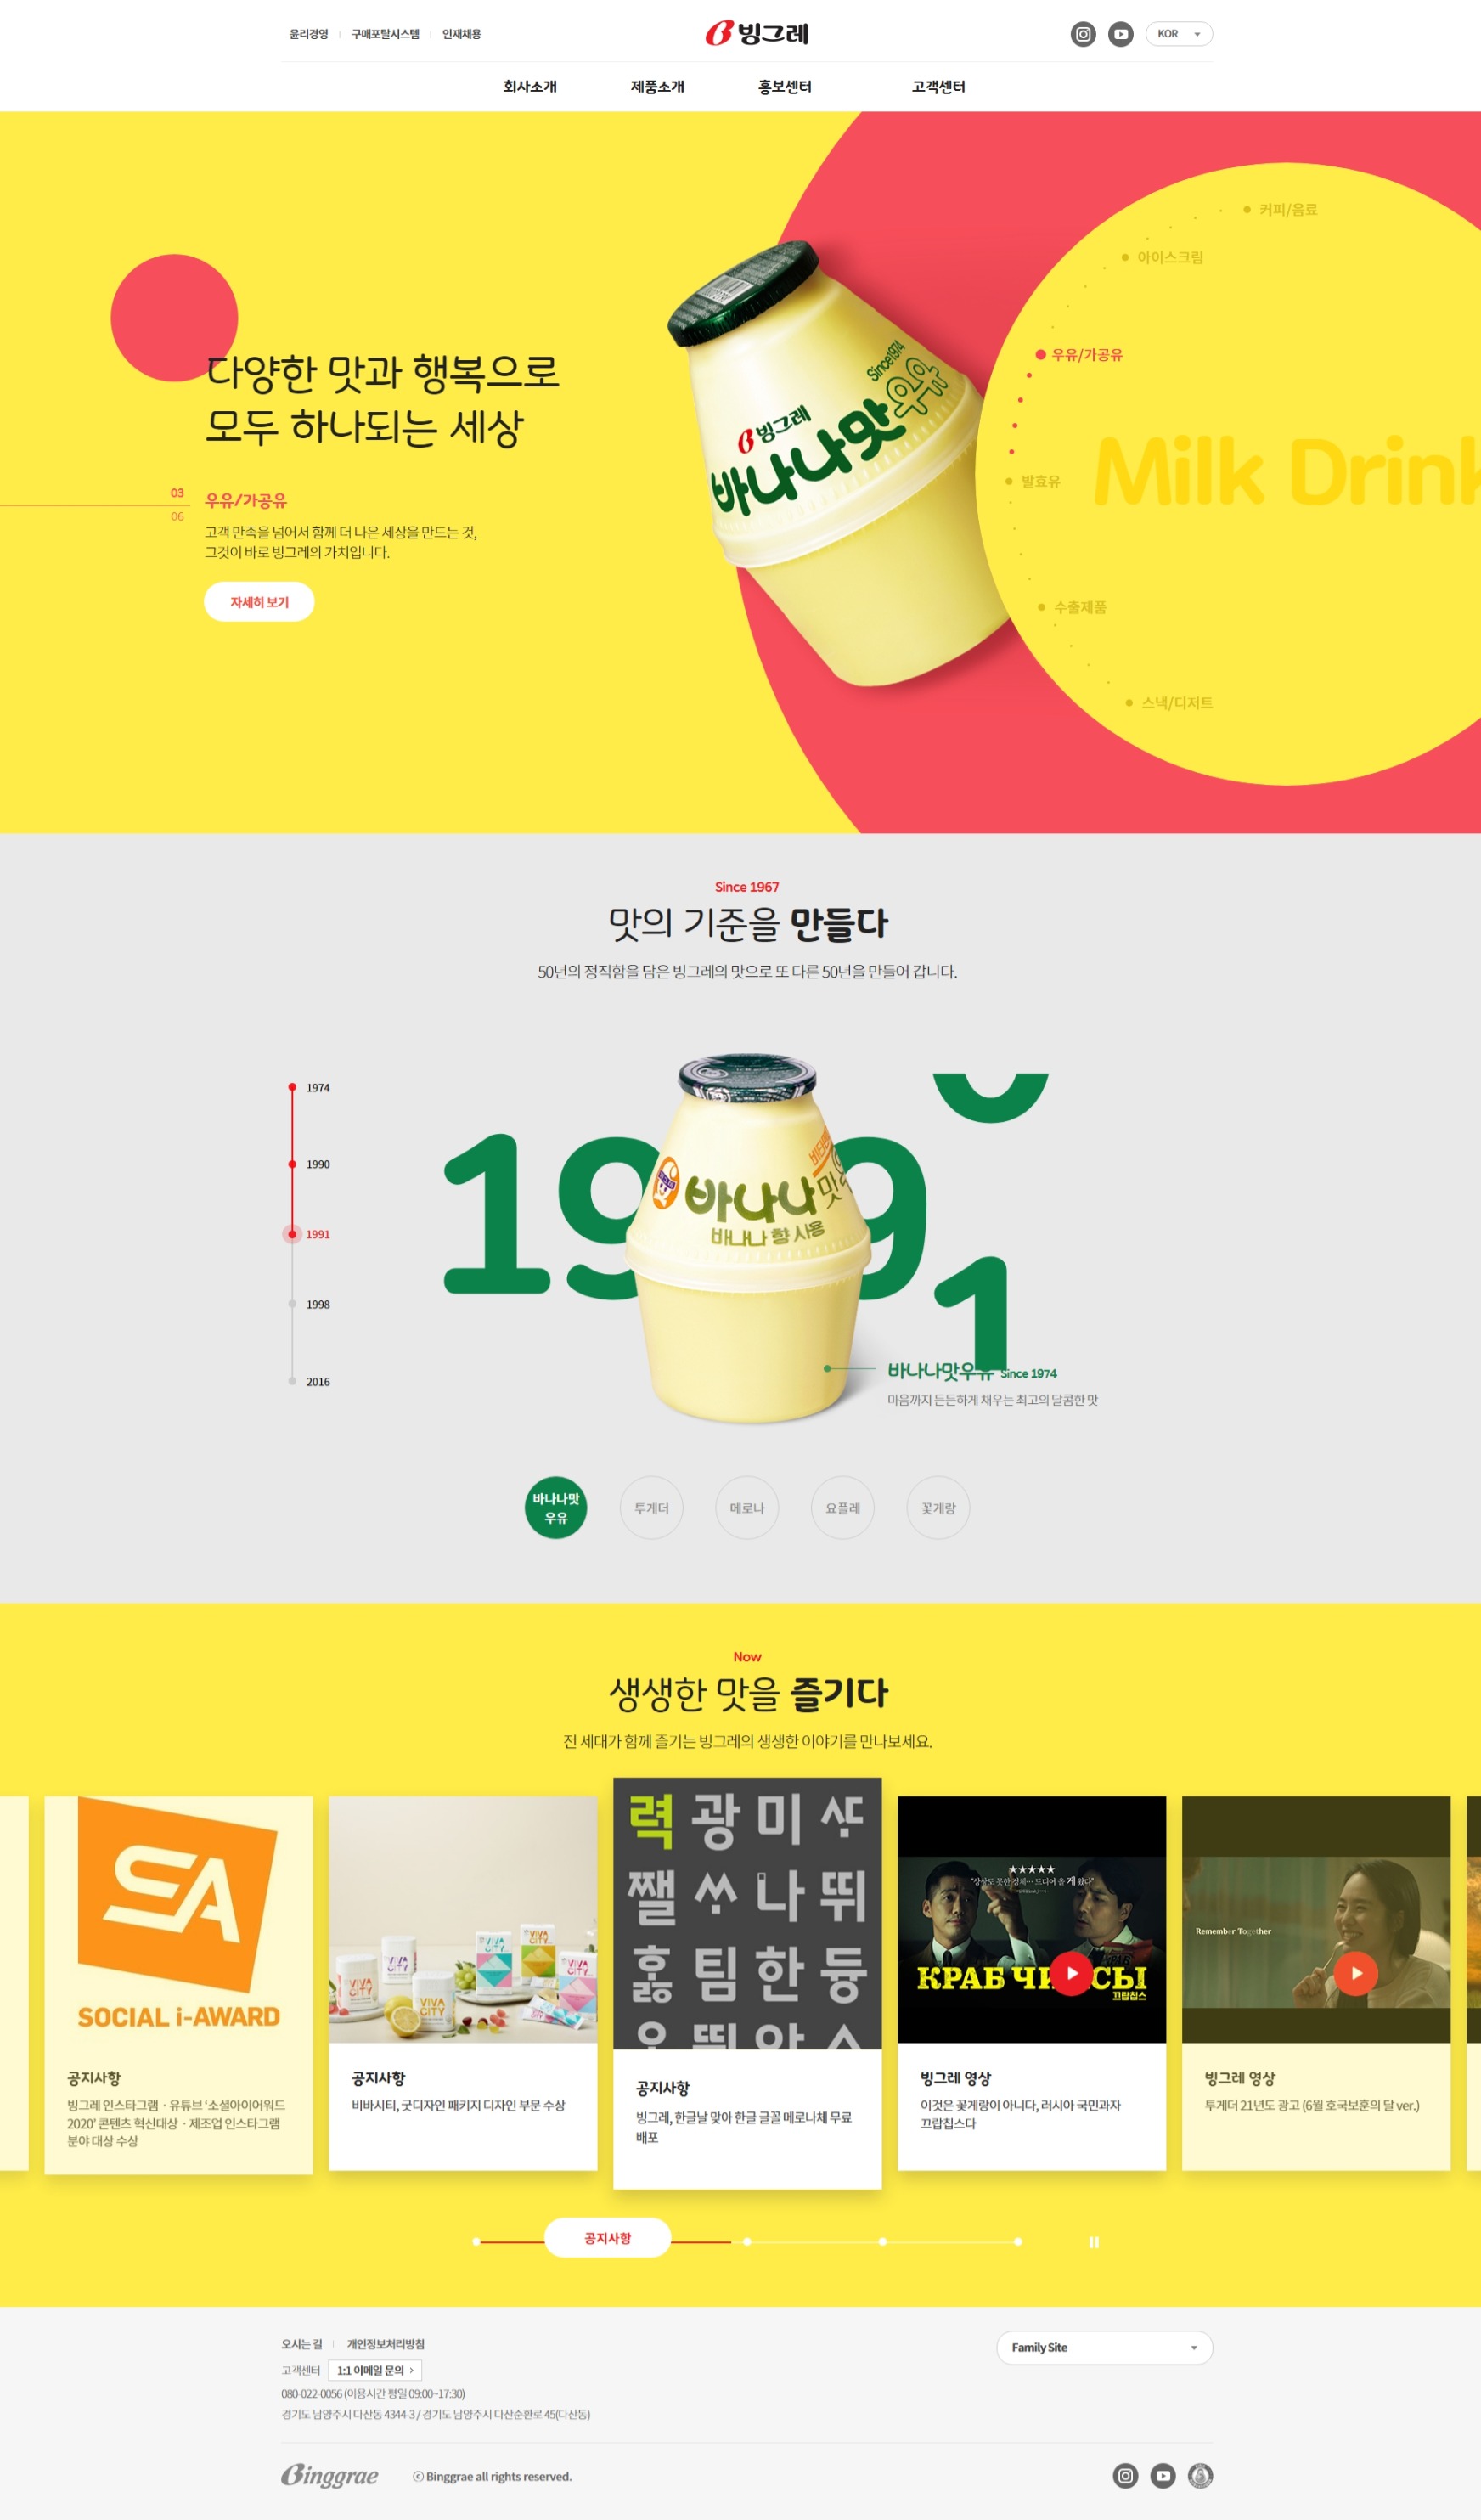 윤리경영
구매포탈시스템
인재채용
빙그레
KOR
회사소개
제품소개
홍보센터
고객센터
커피/음료
아이스크림
우유/가공유
발효유
수출제품
스낵/디저트
Milk Drink
Since1974
빙그레
바나나맛우유
다양한 맛과 행복으로
모두 하나되는 세상
03
06
우유/가공유
고객 만족을 넘어서 함께 더 나은 세상을 만드는 것,
그것이 바로 빙그레의 가치입니다.
자세히 보기
Since 1967
맛의 기준을 만들다
50년의 정직함을 담은 빙그레의 맛으로 또 다른 50년을 만들어 갑니다.
1974
1990
1991
1998
2016
199
1
바나나맛
바나나 향 사용
바나나맛우유 Since 1974
마음까지 든든하게 채우는 최고의 달콤한 맛
바나나맛
우유
투게더
메로나
요플레
꽃게랑
Now
생생한 맛을 즐기다
전 세대가 함께 즐기는 빙그레의 생생한 이야기를 만나보세요.
SA
SOCIAL i-AWARD
공지사항
빙그레 인스타그램ㆍ유튜브 ‘소셜아이어워드
2020’ 콘텐츠 혁신대상ㆍ제조업 인스타그램
분야 대상 수상
VIVA
CITY
공지사항
비바시티, 굿디자인 패키지 디자인 부문 수상
력 광 미
쨀 나 뛰
훓 팀 한 듕
공지사항
빙그레, 한글날 맞아 한글 글꼴 메로나체 무료
배포
★★★★★
"상상도 못한 정체… 드디어 올 게 왔다"
КРАБ ЧИПСЫ
끄랍칩스
빙그레 영상
이것은 꽃게랑이 아니다, 러시아 국민과자
끄랍칩스다
Remember Together
빙그레 영상
투게더 21년도 광고 (6월 호국보훈의 달 ver.)
공지사항
오시는 길
개인정보처리방침
Family Site
고객센터
1:1 이메일 문의 >
080-022-0056 (이용시간 평일 09:00~17:30)
경기도 남양주시 다산동 4344-3 / 경기도 남양주시 다산순환로 45(다산동)
Binggrae
ⓒ Binggrae all rights reserved.